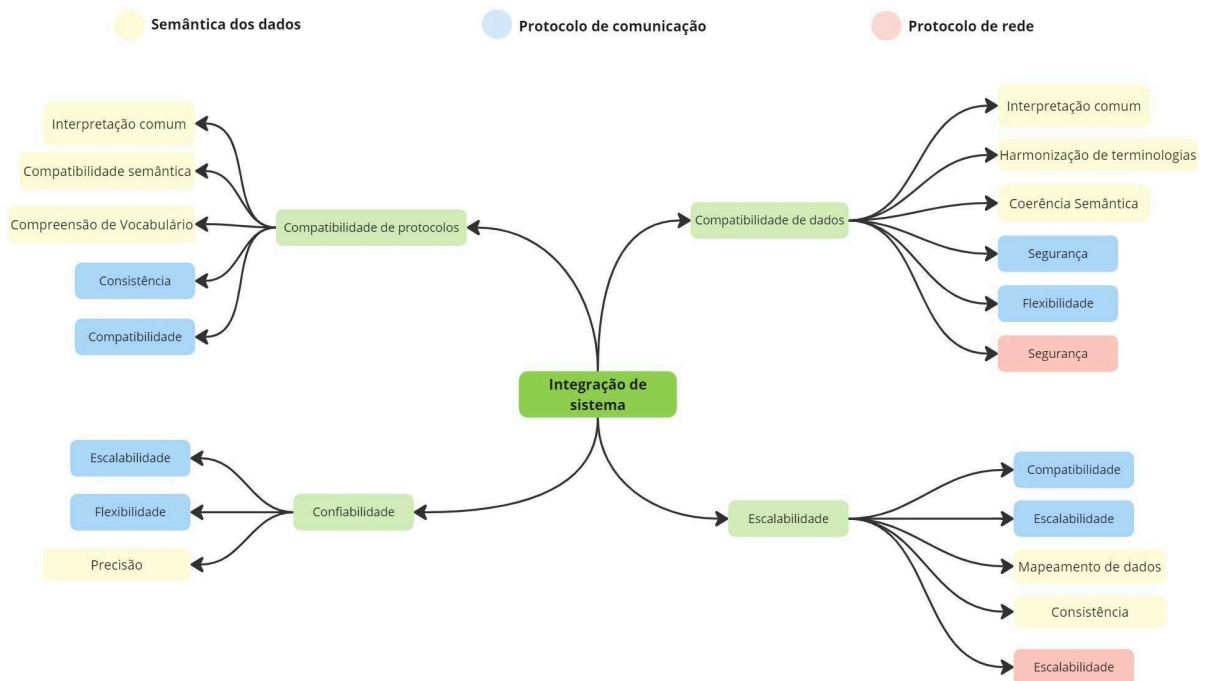 Semântica dos dados
Protocolo de comunicação
Protocolo de rede
Interpretação comum
Compatibilidade semântica
Compreensão de Vocabulário
Consistência
Compatibilidade
Compatibilidade de protocolos
Compatibilidade de dados
Interpretação comum
Harmonização de terminologias
Coerência Semântica
Segurança
Flexibilidade
Segurança
Integração de
sistema
Escalabilidade
Flexibilidade
Precisão
Confiabilidade
Escalabilidade
Compatibilidade
Escalabilidade
Mapeamento de dados
Consistência
Escalabilidade